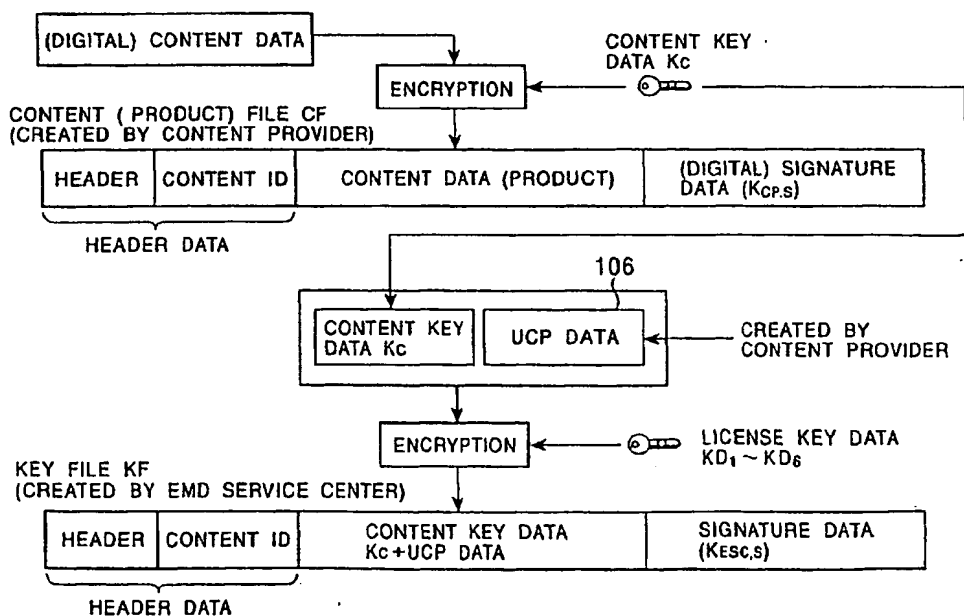 (DIGITAL) CONTENT DATA
CONTENT KEY
DATA Kc
ENCRYPTION
CONTENT ( PRODUCT) FILE CF
(CREATED BY CONTENT PROVIDER)
HEADER
CONTENT ID
CONTENT DATA (PRODUCT)
(DIGITAL) SIGNATURE
DATA (KCP,S)
HEADER DATA
106
CONTENT KEY
DATA Kc
UCP DATA
CREATED BY
CONTENT PROVIDER
ENCRYPTION
LICENSE KEY DATA
KD1 ~ KD6
KEY FILE KF
(CREATED BY EMD SERVICE CENTER)
HEADER
CONTENT ID
CONTENT KEY DATA
Kc+UCP DATA
SIGNATURE DATA
(KESC,S)
HEADER DATA